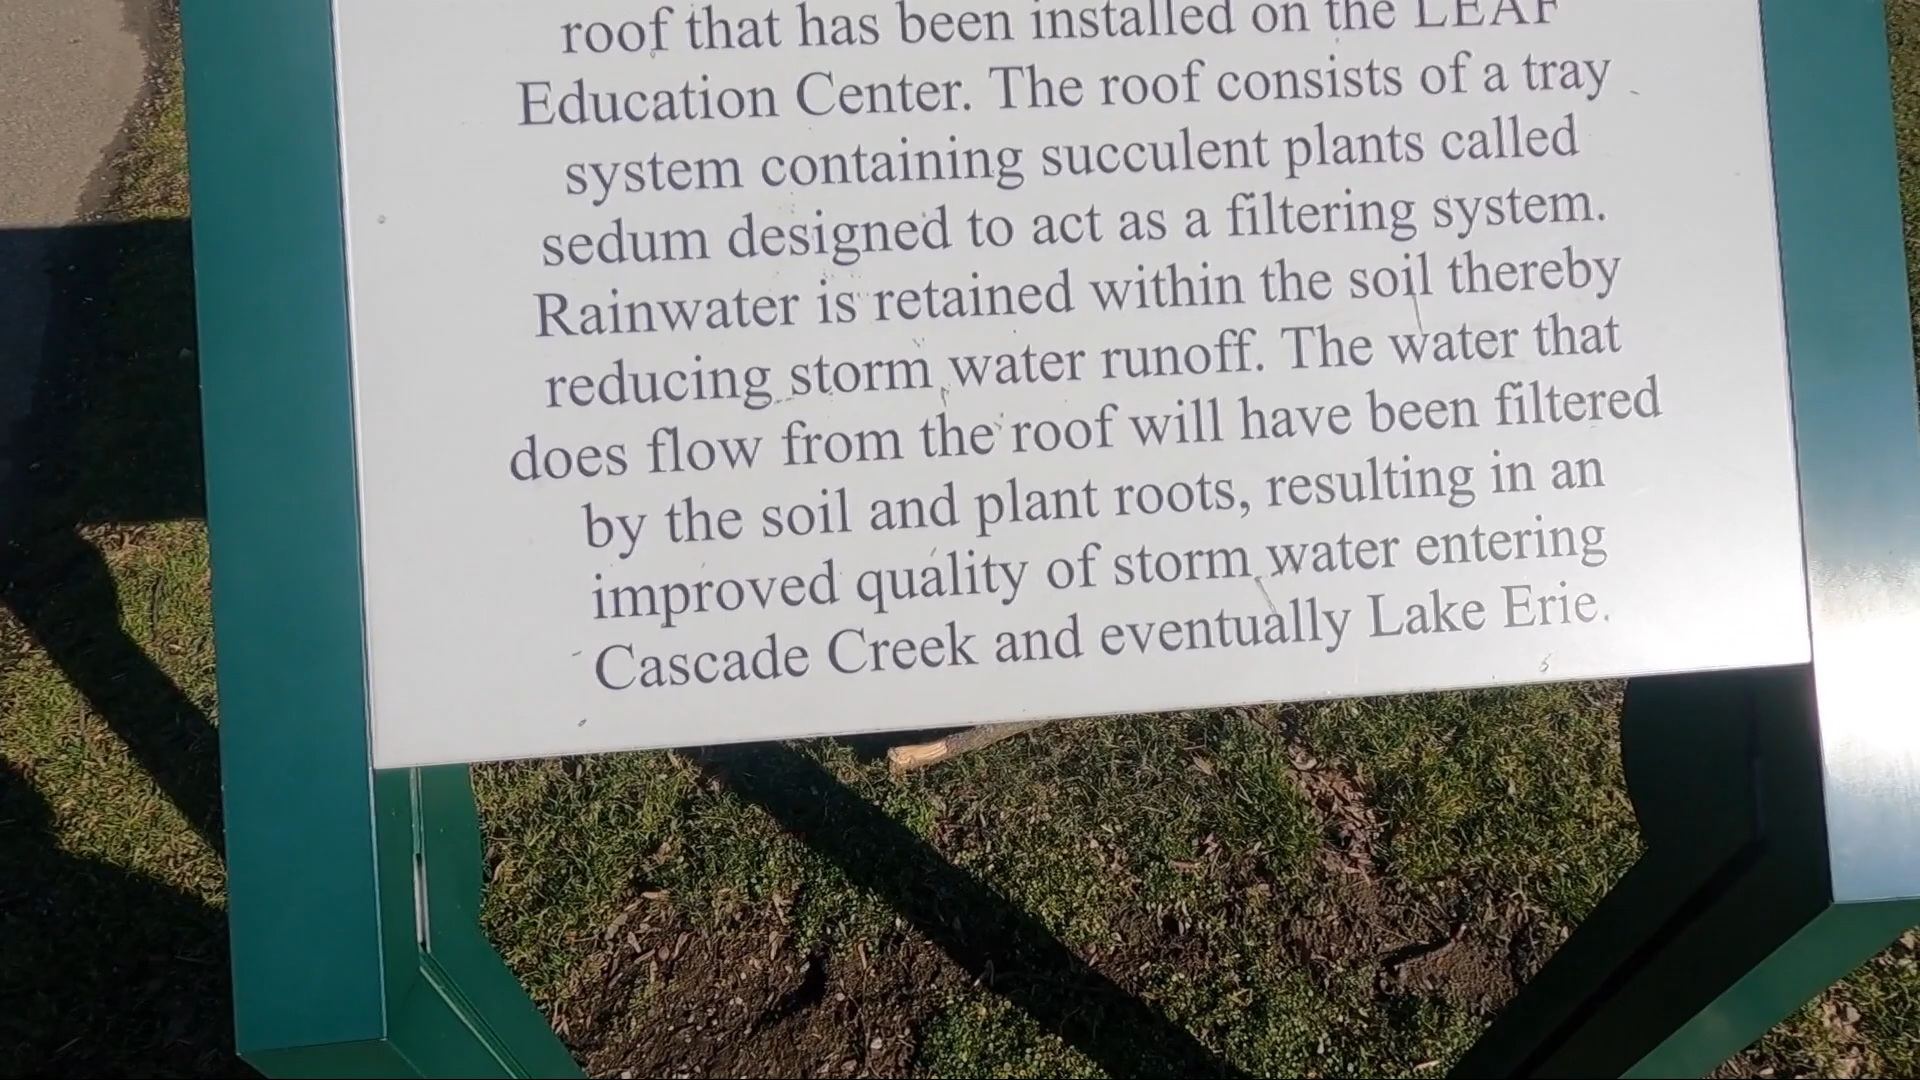 roof that has been installed on the LEAF
Education Center. The roof consists of a tray
system containing succulent plants called
sedum designed to act as a filtering system.
Rainwater is retained within the soil thereby
reducing storm water runoff. The water that
does flow from the roof will have been filtered
by the soil and plant roots, resulting in an
improved quality of storm water entering
Cascade Creek and eventually Lake Erie.